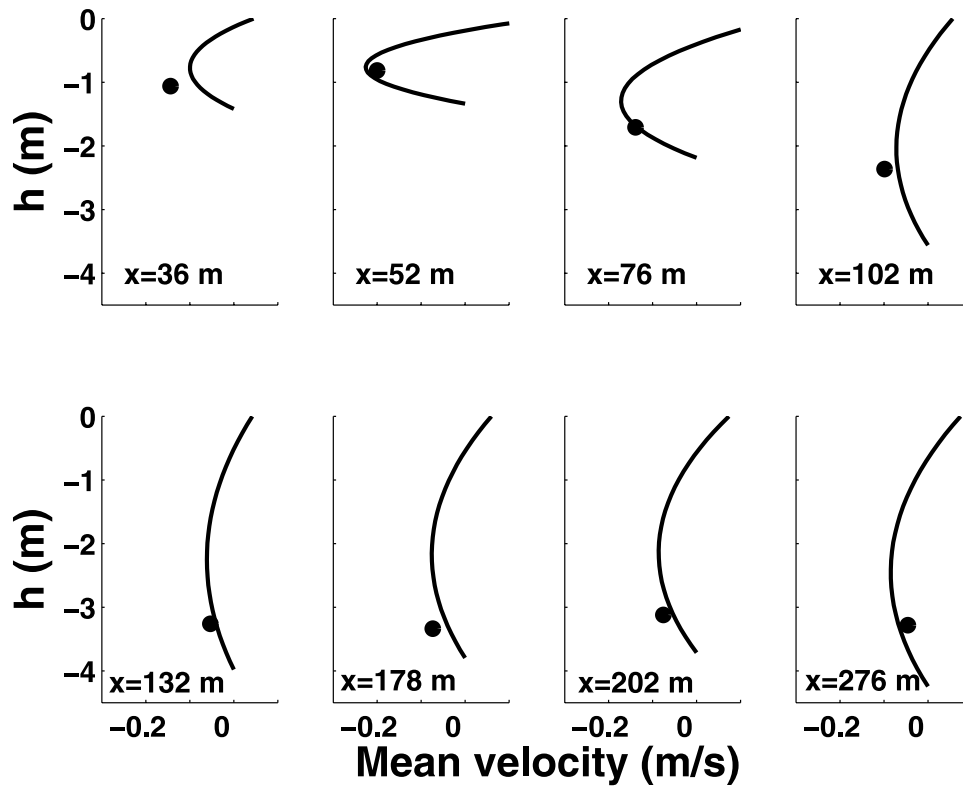 0
−1
−2
−3
−4
h (m)
x=36 m
x=52 m
x=76 m
x=102 m
0
−1
−2
−3
−4
h (m)
x=132 m
x=178 m
x=202 m
x=276 m
−0.2 0 −0.2 0 −0.2 0 −0.2 0
Mean velocity (m/s)